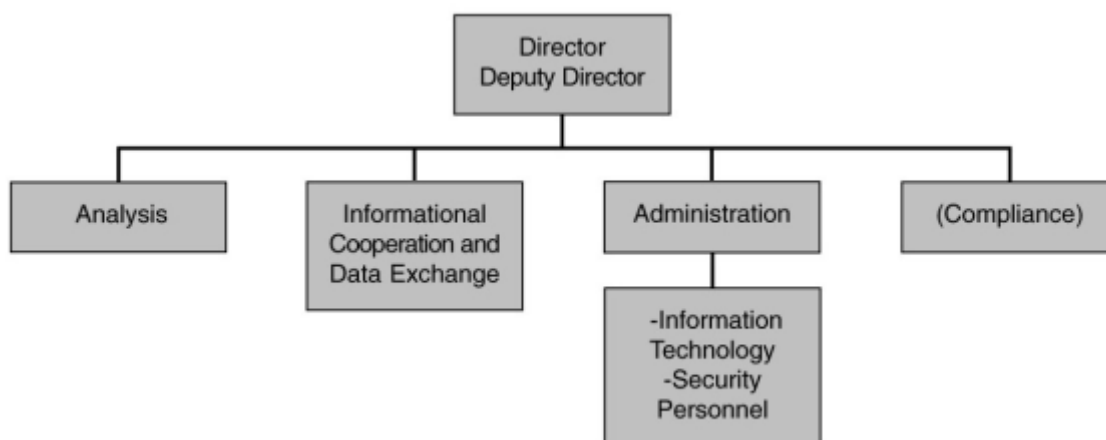 Director
Deputy Director
Analysis
Informational
Cooperation and
Data Exchange
Administration
(Compliance)
-Information
Technology
-Security
Personnel